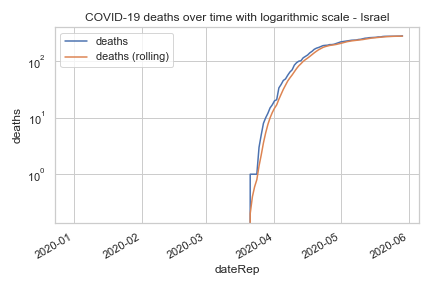 COVID-19 deaths over time with logarithmic scale - Israel
deaths
deaths (rolling)
10²
10¹
10⁰
deaths
2020-01
2020-02
2020-03
2020-04
2020-05
2020-06
dateRep